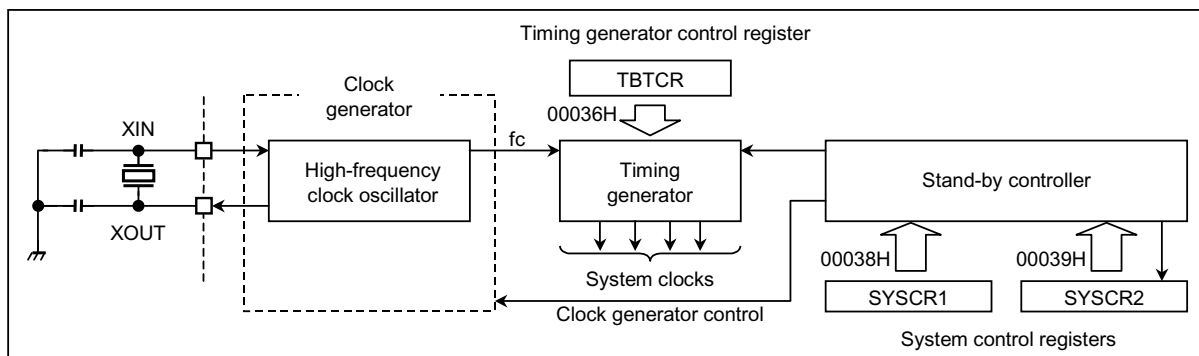 Timing generator control register
TBTCR
00036H
Clock
generator
XIN
XOUT
High-frequency
clock oscillator
fc
Timing
generator
Stand-by controller
System clocks
Clock generator control
00038H
00039H
SYSCR1
SYSCR2
System control registers